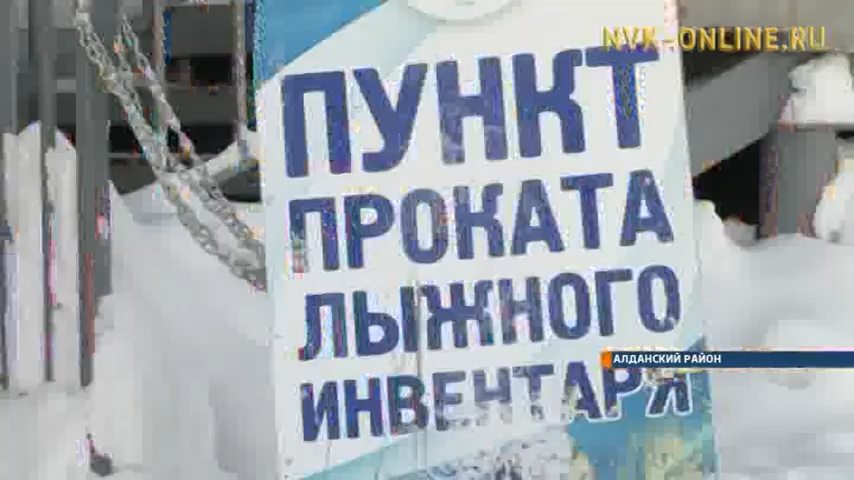 NVK-ONLINE.RU
ПУНКТ
ПРОКАТА
ЛЫЖНОГО
ИНВЕНТАРЯ
АЛДАНСКИЙ РАЙОН